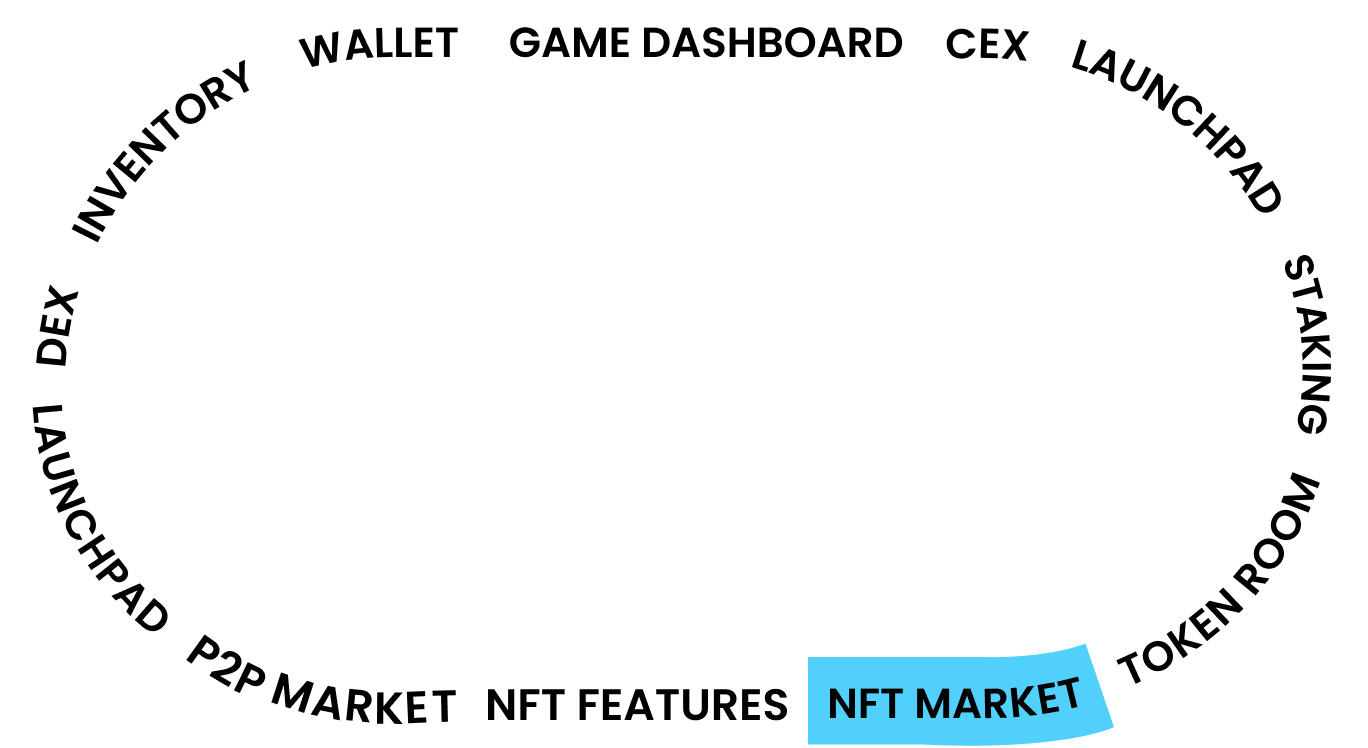 WALLET
GAME DASHBOARD
CEX
LAUNCHPAD
STAKING
TOKEN ROOM
NFT MARKET
NFT FEATURES
P2P MARKET
LAUNCHPAD
DEX
INVENTORY